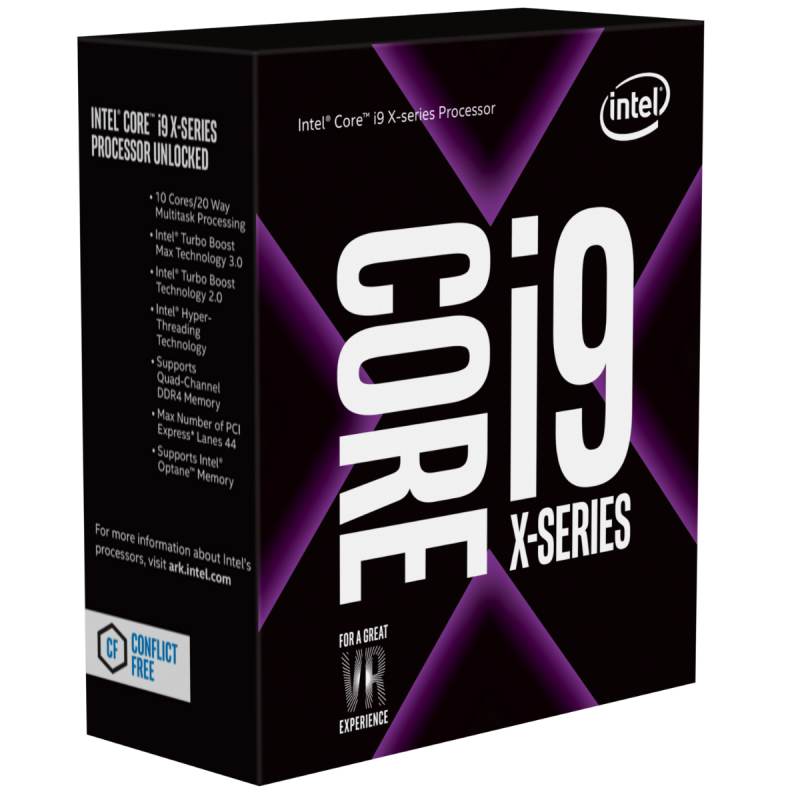 INTEL® CORE™ i9 X-SERIES
PROCESSOR UNLOCKED
• 10 Cores/20 Way
Multitask Processing
• Intel® Turbo Boost
Max Technology 3.0
• Intel® Turbo Boost
Technology 2.0
• Intel® Hyper-
Threading
Technology
• Supports
Quad-Channel
DDR4 Memory
• Max Number of PCI
Express* Lanes 44
• Supports Intel®
Optane™ Memory
For more information about Intel's
processors, visit ark.intel.com
CF
CONFLICT
FREE
Intel® Core™ i9 X-series Processor
intel®
CORE
i9
X-SERIES
FOR A GREAT
VR
EXPERIENCE